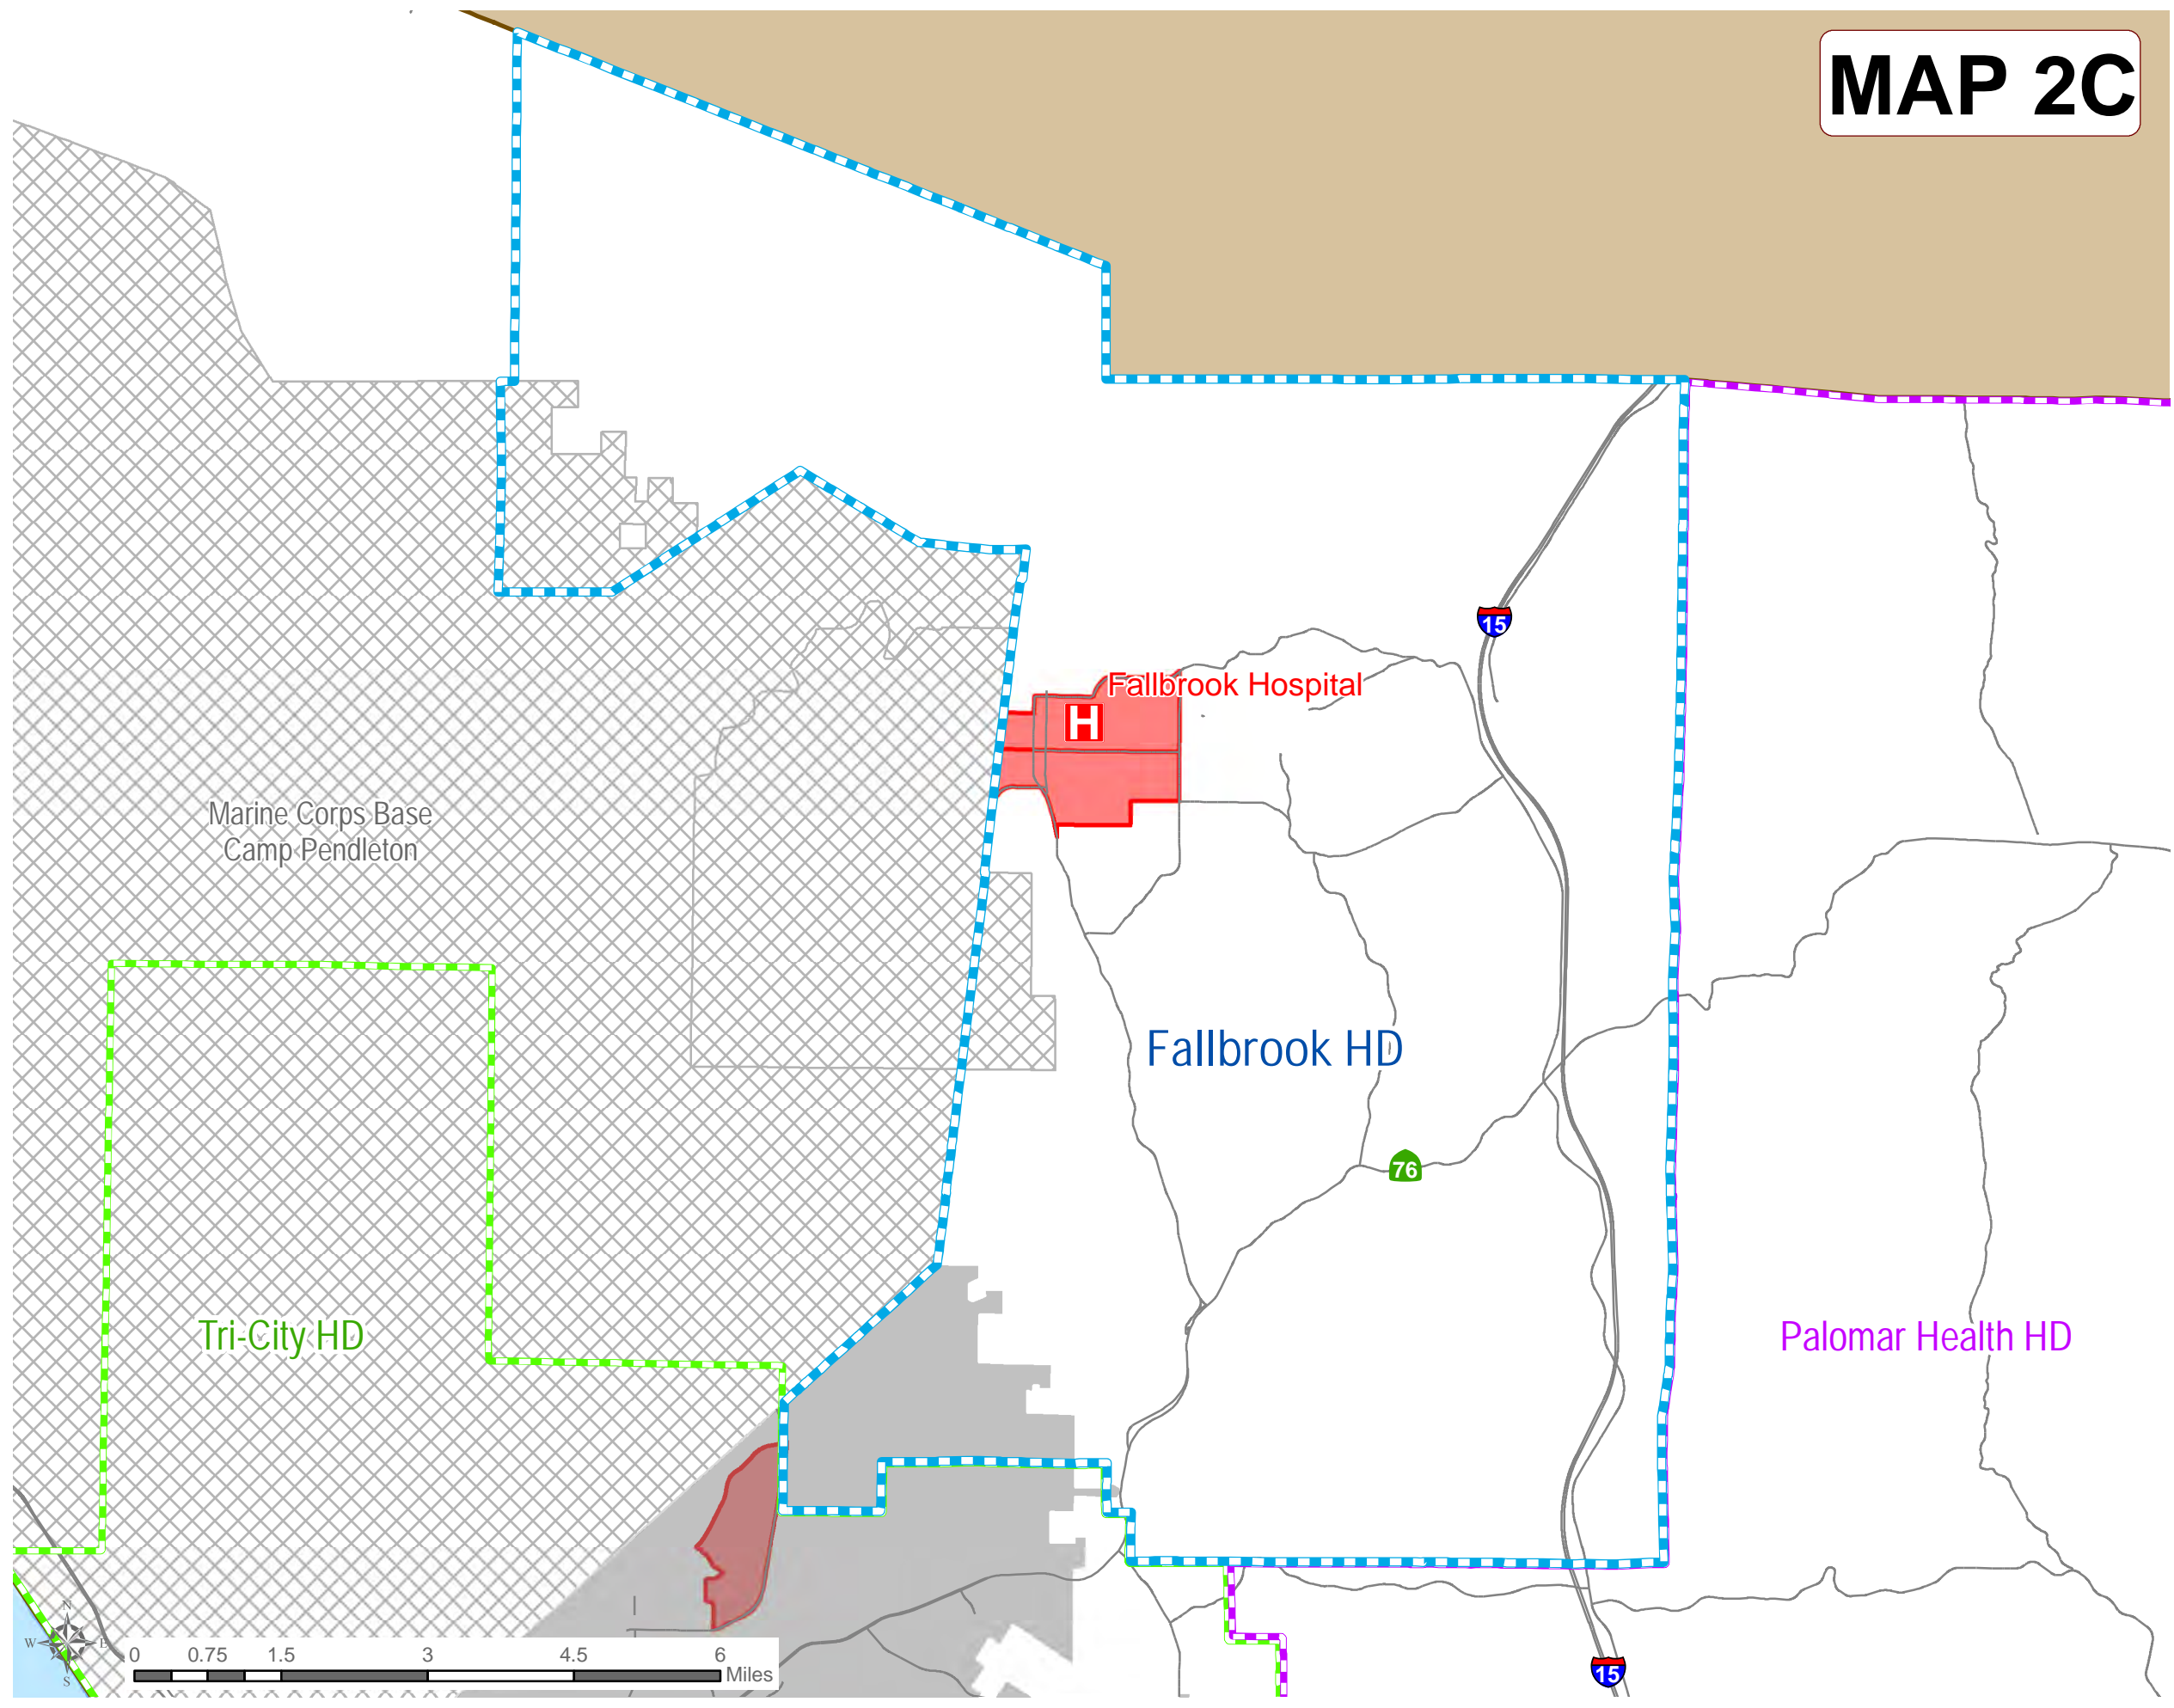 MAP 2C
15
Fallbrook Hospital
H
Marine Corps Base
Camp Pendleton
Fallbrook HD
76
Tri-City HD
Palomar Health HD
N
W E
S
0 0.75 1.5 3 4.5 6
Miles
15